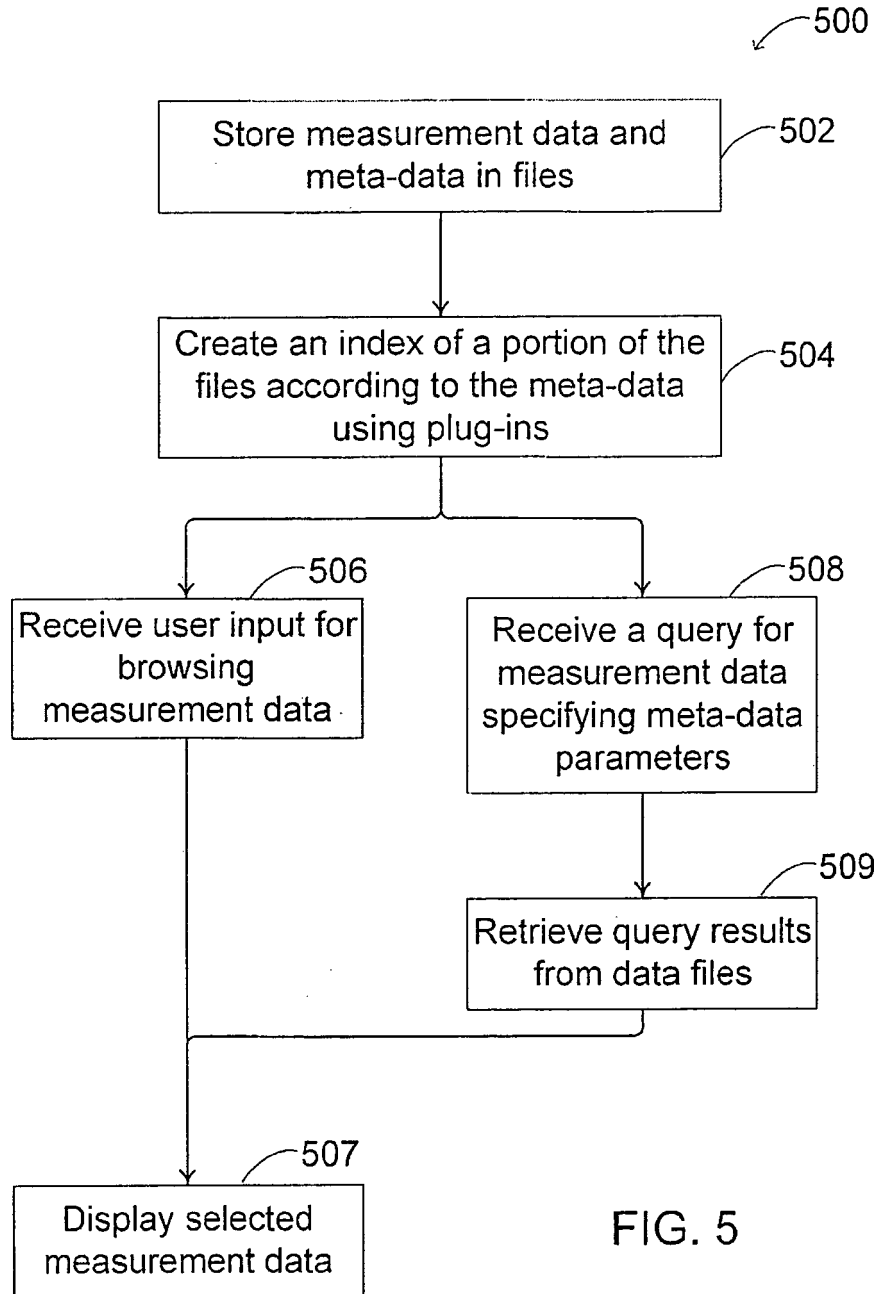 500
Store measurement data and
meta-data in files
502
Create an index of a portion of the
files according to the meta-data
using plug-ins
504
506
Receive user input for
browsing
measurement data
508
Receive a query for
measurement data
specifying meta-data
parameters
509
Retrieve query results
from data files
507
Display selected
measurement data
FIG. 5